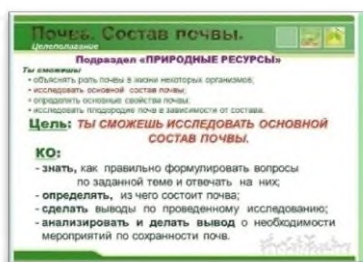 Почва. Состав почвы.
Целеполагание
Подраздел «ПРИРОДНЫЕ РЕСУРСЫ»
Ты сможешь:
• объяснять роль почвы в жизни некоторых организмов;
• исследовать основной состав почвы;
• определять основные свойства почвы;
• исследовать плодородие почв в зависимости от состава.
Цель: ТЫ СМОЖЕШЬ ИССЛЕДОВАТЬ ОСНОВНОЙ
СОСТАВ ПОЧВЫ.
КО:
- знать, как правильно формулировать вопросы
по заданной теме и отвечать на них;
- определять, из чего состоит почва;
- сделать выводы по проведенному исследованию;
- анализировать и делать вывод о необходимости
мероприятий по сохранности почв.